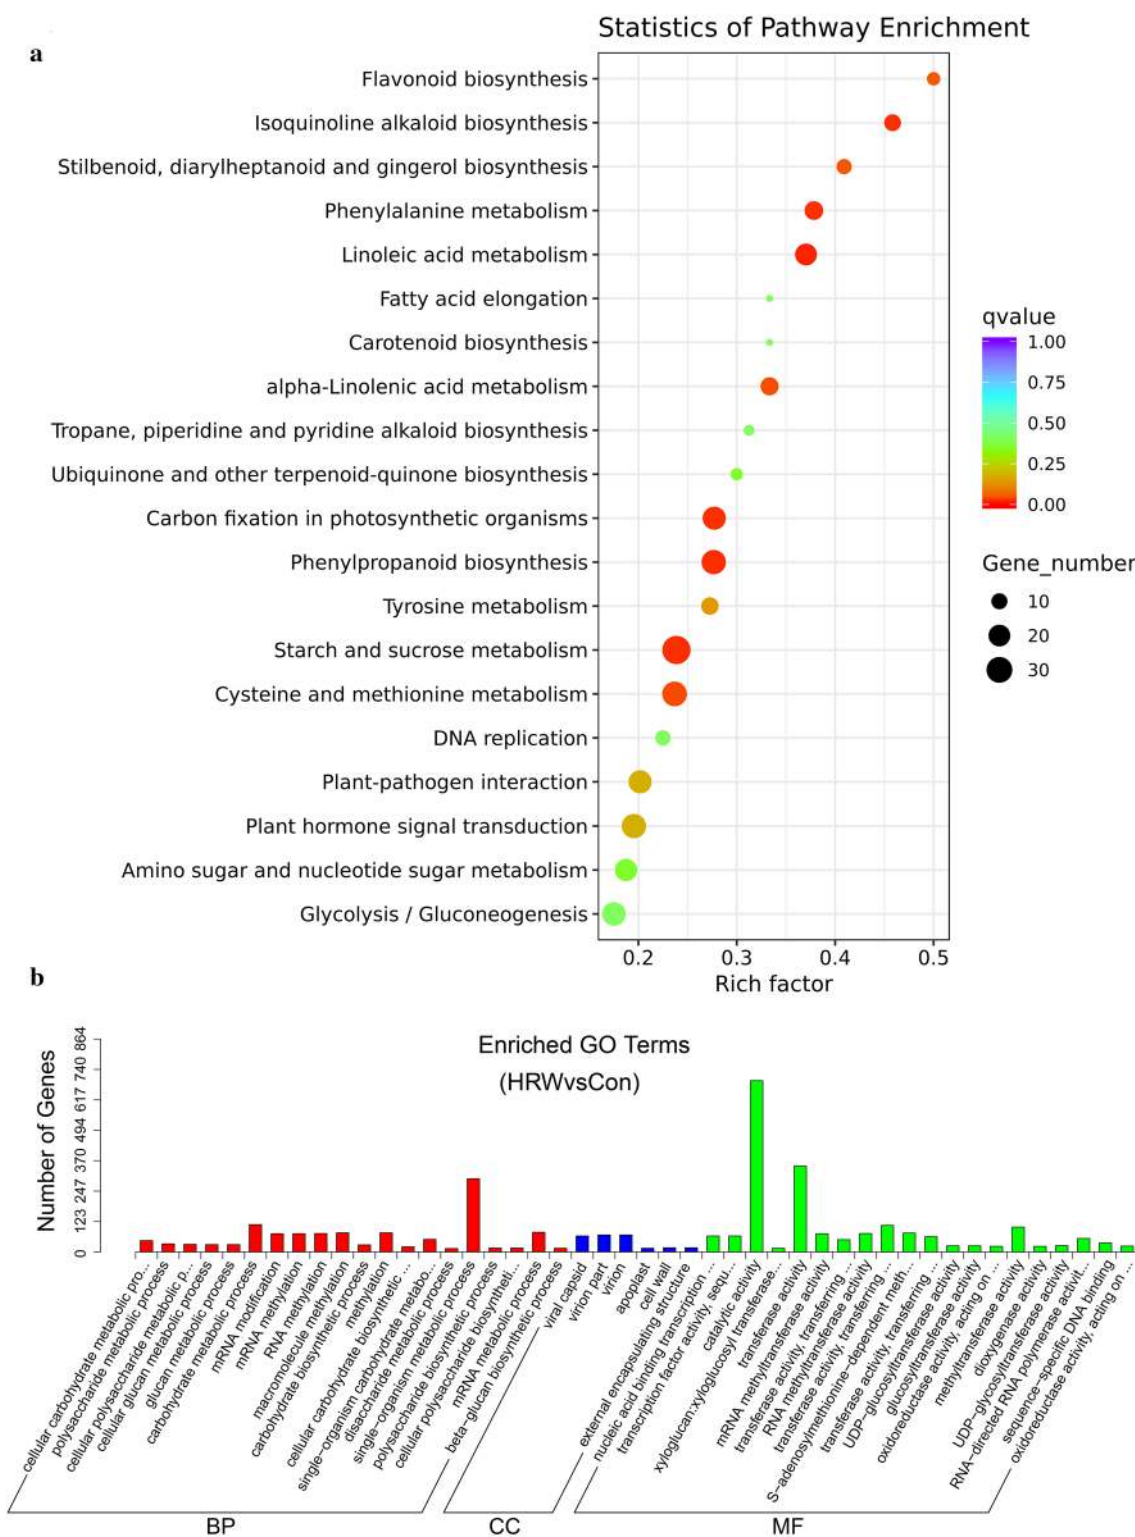 Statistics of Pathway Enrichment
a
Flavonoid biosynthesis
Isoquinoline alkaloid biosynthesis
Stilbenoid, diarylheptanoid and gingerol biosynthesis
Phenylalanine metabolism
Linoleic acid metabolism
Fatty acid elongation
Carotenoid biosynthesis
alpha-Linolenic acid metabolism
Tropane, piperidine and pyridine alkaloid biosynthesis
Ubiquinone and other terpenoid-quinone biosynthesis
Carbon fixation in photosynthetic organisms
Phenylpropanoid biosynthesis
Tyrosine metabolism
Starch and sucrose metabolism
Cysteine and methionine metabolism
DNA replication
Plant-pathogen interaction
Plant hormone signal transduction
Amino sugar and nucleotide sugar metabolism
Glycolysis / Gluconeogenesis
0.2 0.3 0.4 0.5
Rich factor
qvalue
1.00
0.75
0.50
0.25
0.00
Gene_number
10
20
30
b
Enriched GO Terms
(HRWvsCon)
Number of Genes
864
740
617
494
370
247
123
0
cellular carbohydrate metabolic pro...
polysaccharide metabolic process
cellular polysaccharide metabolic p...
cellular glucan metabolic process
glucan metabolic process
carbohydrate metabolic process
mRNA modification
mRNA methylation
RNA methylation
macromolecule methylation
carbohydrate biosynthetic process
methylation
cellular carbohydrate biosynthetic ...
single−organism carbohydrate metabo...
disaccharide metabolic process
single−organism metabolic process
polysaccharide biosynthetic process
cellular polysaccharide biosyntheti...
mRNA metabolic process
beta−glucan biosynthetic process
viral capsid
virion part
virion
apoplast
cell wall
external encapsulating structure
nucleic acid binding transcription ...
transcription factor activity, sequ...
catalytic activity
xyloglucan:xyloglucosyl transferase...
transferase activity
mRNA methyltransferase activity
transferase activity, transferring ...
RNA methyltransferase activity
transferase activity, transferring ...
S−adenosylmethionine−dependent meth...
transferase activity, transferring ...
UDP−glucosyltransferase activity
glucosyltransferase activity
oxidoreductase activity, acting on ...
methyltransferase activity
dioxygenase activity
UDP−glycosyltransferase activity
RNA−directed RNA polymerase activit...
sequence−specific DNA binding
oxidoreductase activity, acting on ...
BP CC MF